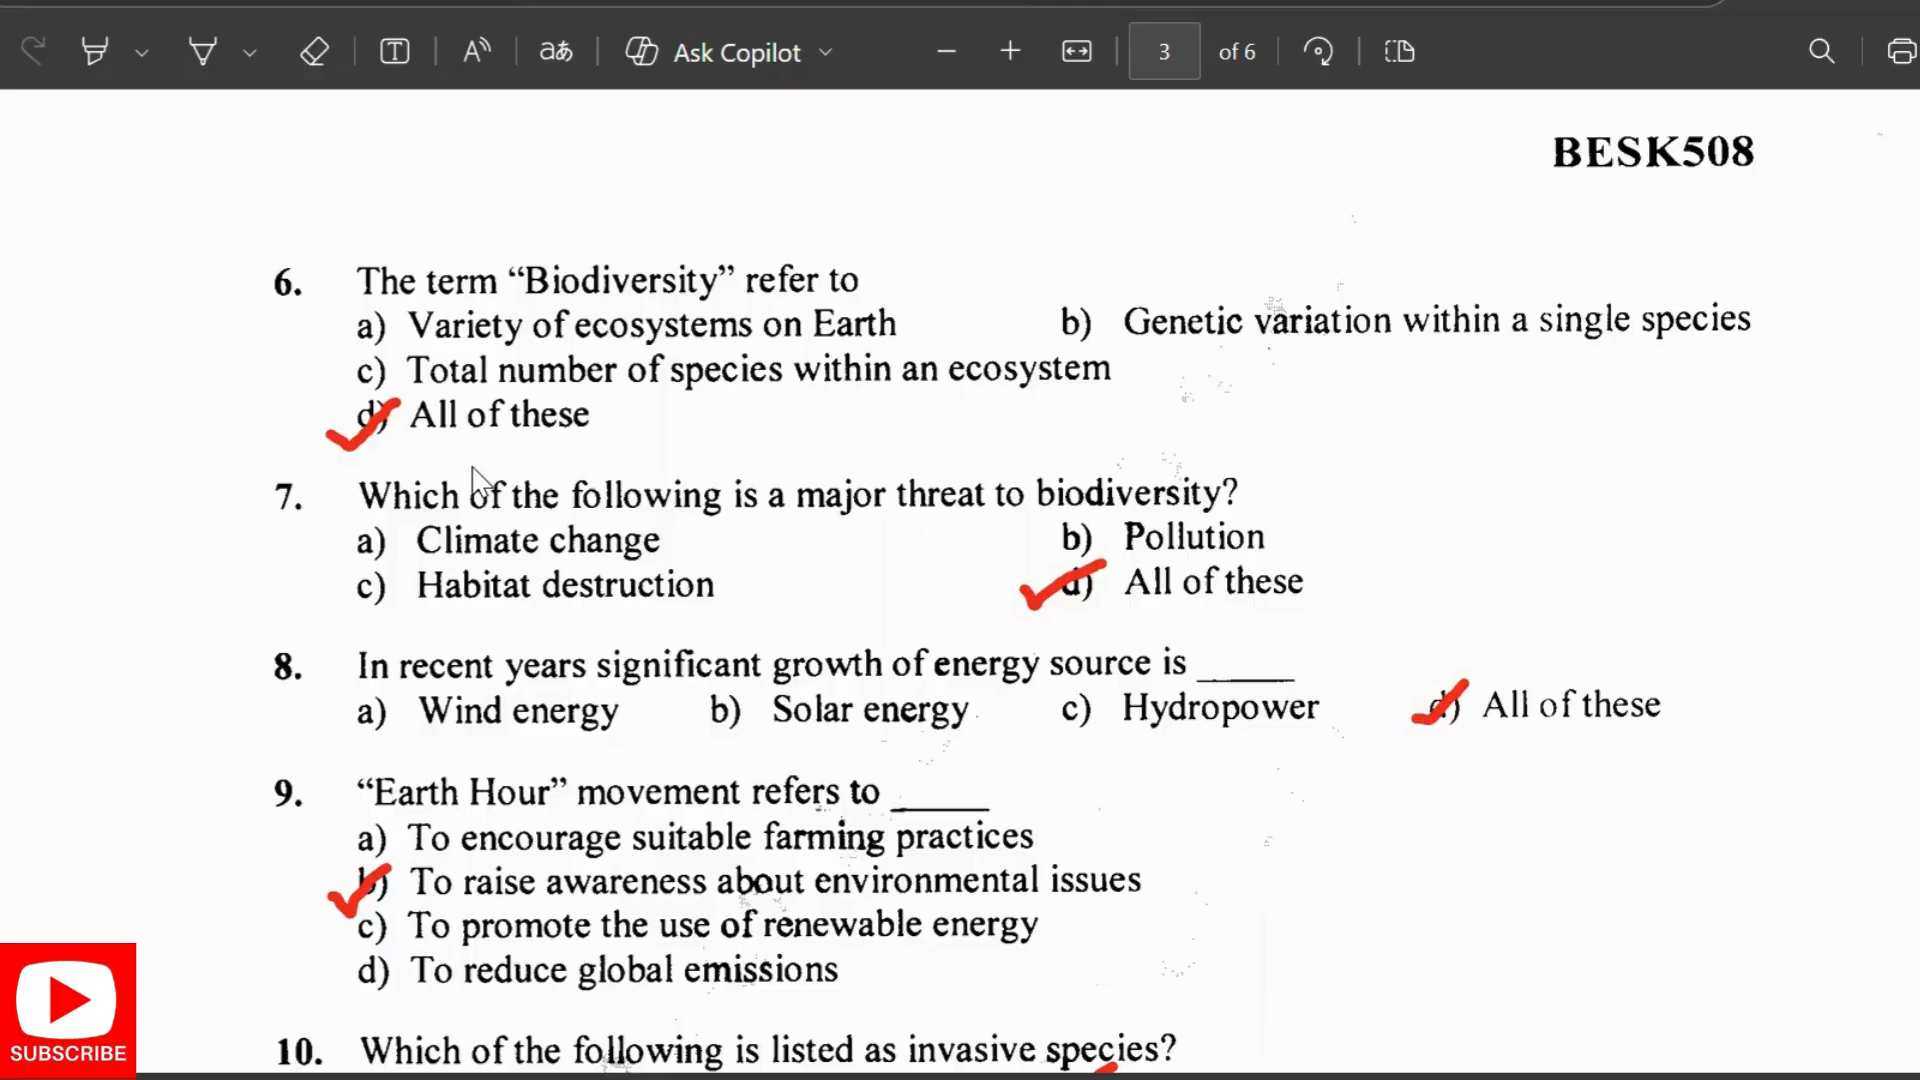 aあ Ask Copilot 3 of 6
BESK508
6. The term “Biodiversity” refer to
a) Variety of ecosystems on Earth b) Genetic variation within a single species
c) Total number of species within an ecosystem
d) All of these
7. Which of the following is a major threat to biodiversity?
a) Climate change b) Pollution
c) Habitat destruction d) All of these
8. In recent years significant growth of energy source is _____
a) Wind energy b) Solar energy c) Hydropower d) All of these
9. “Earth Hour” movement refers to _____
a) To encourage suitable farming practices
b) To raise awareness about environmental issues
c) To promote the use of renewable energy
d) To reduce global emissions
10. Which of the following is listed as invasive species?
SUBSCRIBE